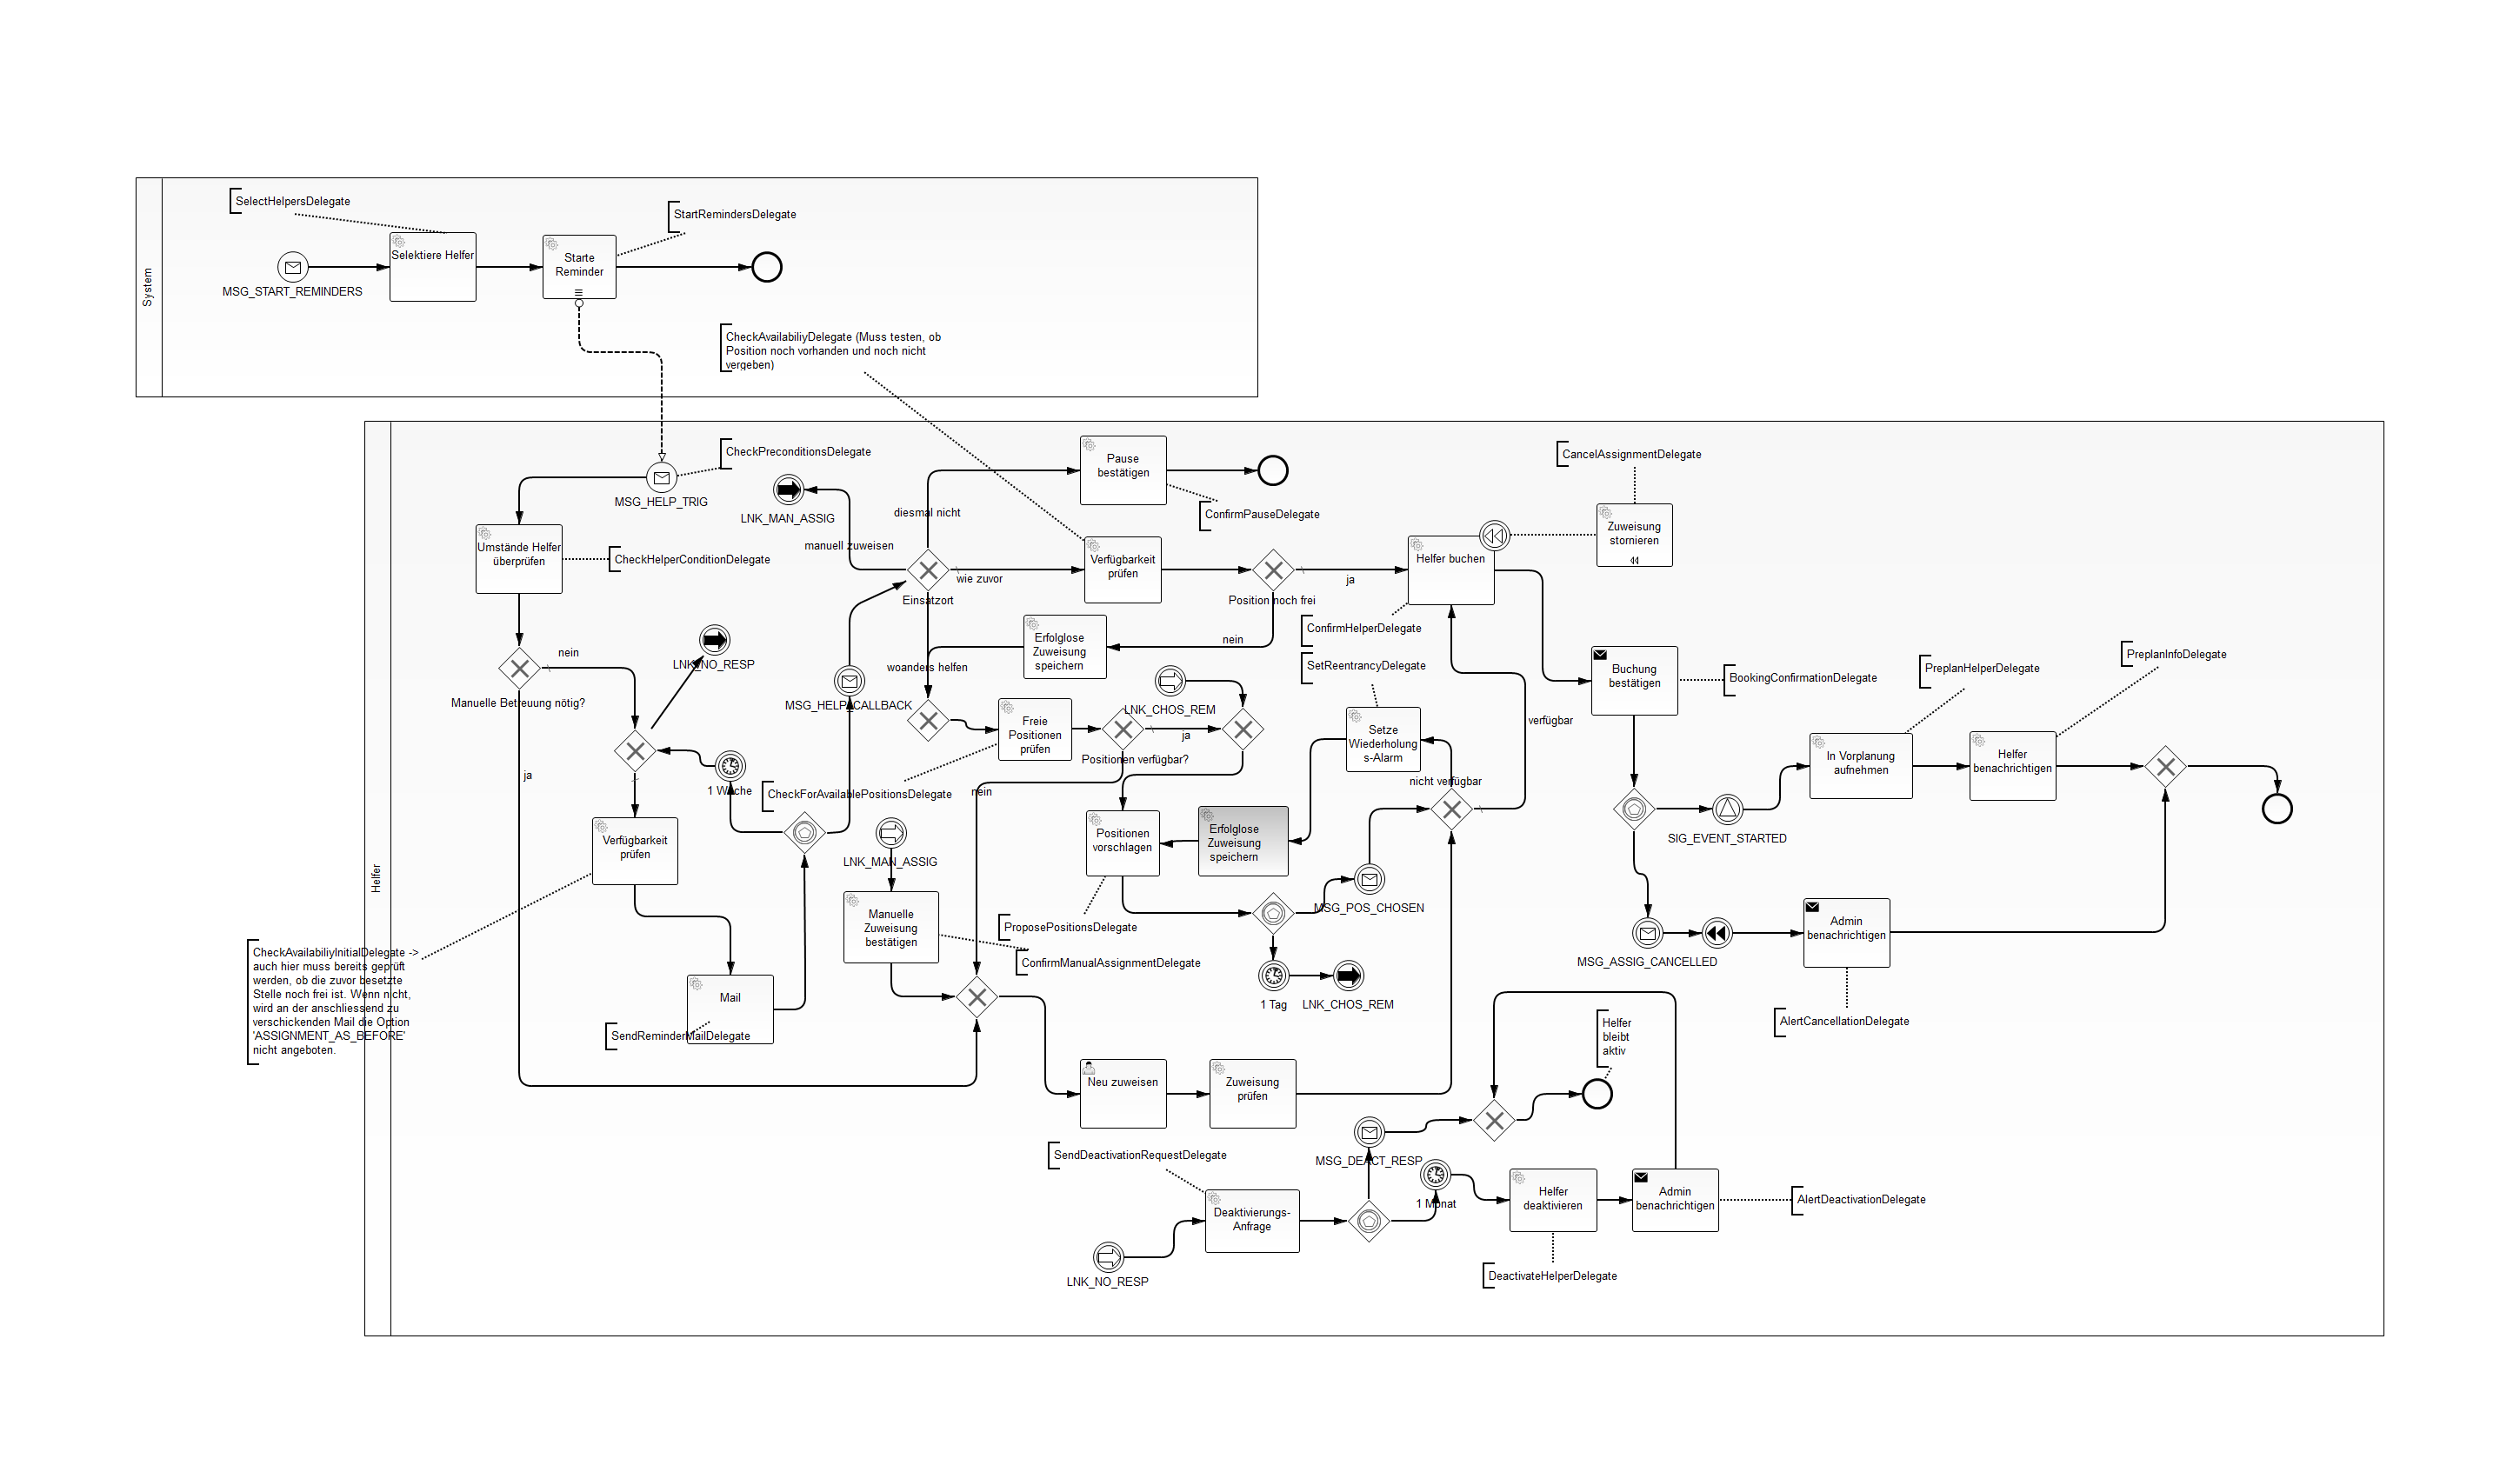 System
SelectHelpersDelegate
StartRemindersDelegate
MSG_START_REMINDERS
Selektiere Helfer
Starte
Reminder
CheckAvailabiliyDelegate (Muss testen, ob
Position noch vorhanden und noch nicht
vergeben)
Helfer
CheckPreconditionsDelegate
MSG_HELP_TRIG
Umstände Helfer
überprüfen
CheckHelperConditionDelegate
LNK_MAN_ASSIG
manuell zuweisen
diesmal nicht
Pause
bestätigen
ConfirmPauseDelegate
Einsatzort
wie zuvor
Verfügbarkeit
prüfen
Position noch frei
ja
nein
Helfer buchen
CancelAssignmentDelegate
Zuweisung
stornieren
ConfirmHelperDelegate
SetReentrancyDelegate
Erfolglose
Zuweisung
speichern
woanders helfen
nein
LNK_NO_RESP
Manuelle Betreuung nötig?
ja
MSG_HELP_CALLBACK
1 Woche
CheckForAvailablePositionsDelegate
Freie
Positionen
prüfen
LNK_CHOS_REM
Positionen verfügbar?
ja
nein
Setze
Wiederholung
s-Alarm
nicht verfügbar
verfügbar
Buchung
bestätigen
BookingConfirmationDelegate
PreplanHelperDelegate
PreplanInfoDelegate
In Vorplanung
aufnehmen
Helfer
benachrichtigen
SIG_EVENT_STARTED
Verfügbarkeit
prüfen
LNK_MAN_ASSIG
Positionen
vorschlagen
Erfolglose
Zuweisung
speichern
MSG_POS_CHOSEN
Manuelle
Zuweisung
bestätigen
ProposePositionsDelegate
ConfirmManualAssignmentDelegate
1 Tag
LNK_CHOS_REM
MSG_ASSIG_CANCELLED
Admin
benachrichtigen
AlertCancellationDelegate
CheckAvailabiliyInitialDelegate ->
auch hier muss bereits geprüft
werden, ob die zuvor besetzte
Stelle noch frei ist. Wenn nicht,
wird an der anschliessend zu
verschickenden Mail die Option
'ASSIGNMENT_AS_BEFORE'
nicht angeboten.
Mail
SendReminderMailDelegate
Neu zuweisen
Zuweisung
prüfen
Helfer
bleibt
aktiv
SendDeactivationRequestDelegate
MSG_DEACT_RESP
1 Monat
Deaktivierungs-
Anfrage
LNK_NO_RESP
Helfer
deaktivieren
Admin
benachrichtigen
AlertDeactivationDelegate
DeactivateHelperDelegate